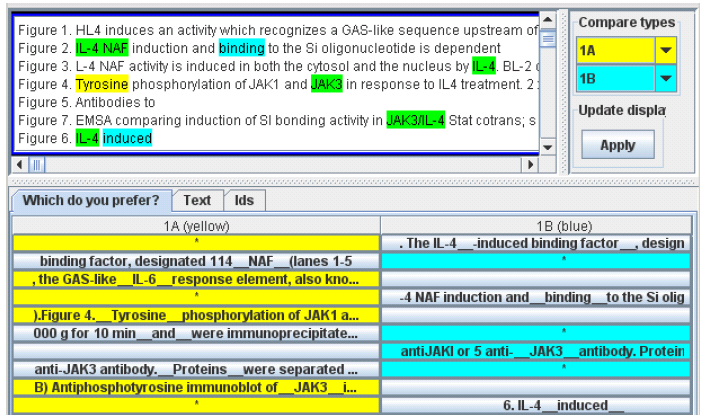 Figure 1. HL4 induces an activity which recognizes a GAS-like sequence upstream of
Figure 2. IL-4 NAF induction and binding to the Si oligonucleotide is dependent
Figure 3. L-4 NAF activity is induced in both the cytosol and the nucleus by IL-4. BL-2
Figure 4. Tyrosine phosphorylation of JAK1 and JAK3 in response to IL4 treatment. 2
Figure 5. Antibodies to
Figure 7. EMSA comparing induction of SI bonding activity in JAK3/IL-4 Stat cotrans; s
Figure 6. IL-4 induced
Compare types
1A
1B
Update displa
Apply
Which do you prefer? Text Ids
1A (yellow) 1B (blue)
* . The IL-4__-induced binding factor__, design
binding factor, designated 114__NAF__(lanes 1-5 *
, the GAS-like__IL-6__response element, also kno...
* -4 NAF induction and__binding__to the Si olig
).Figure 4.__Tyrosine__phosphorylation of JAK1 a...
000 g for 10 min__and__were immunoprecipitate... *
antiJAKI or 5 anti-__JAK3__antibody. Protein
anti-JAK3 antibody.__Proteins__were separated ... *
B) Antiphosphotyrosine immunoblot of__JAK3__i...
* 6. IL-4__induced__